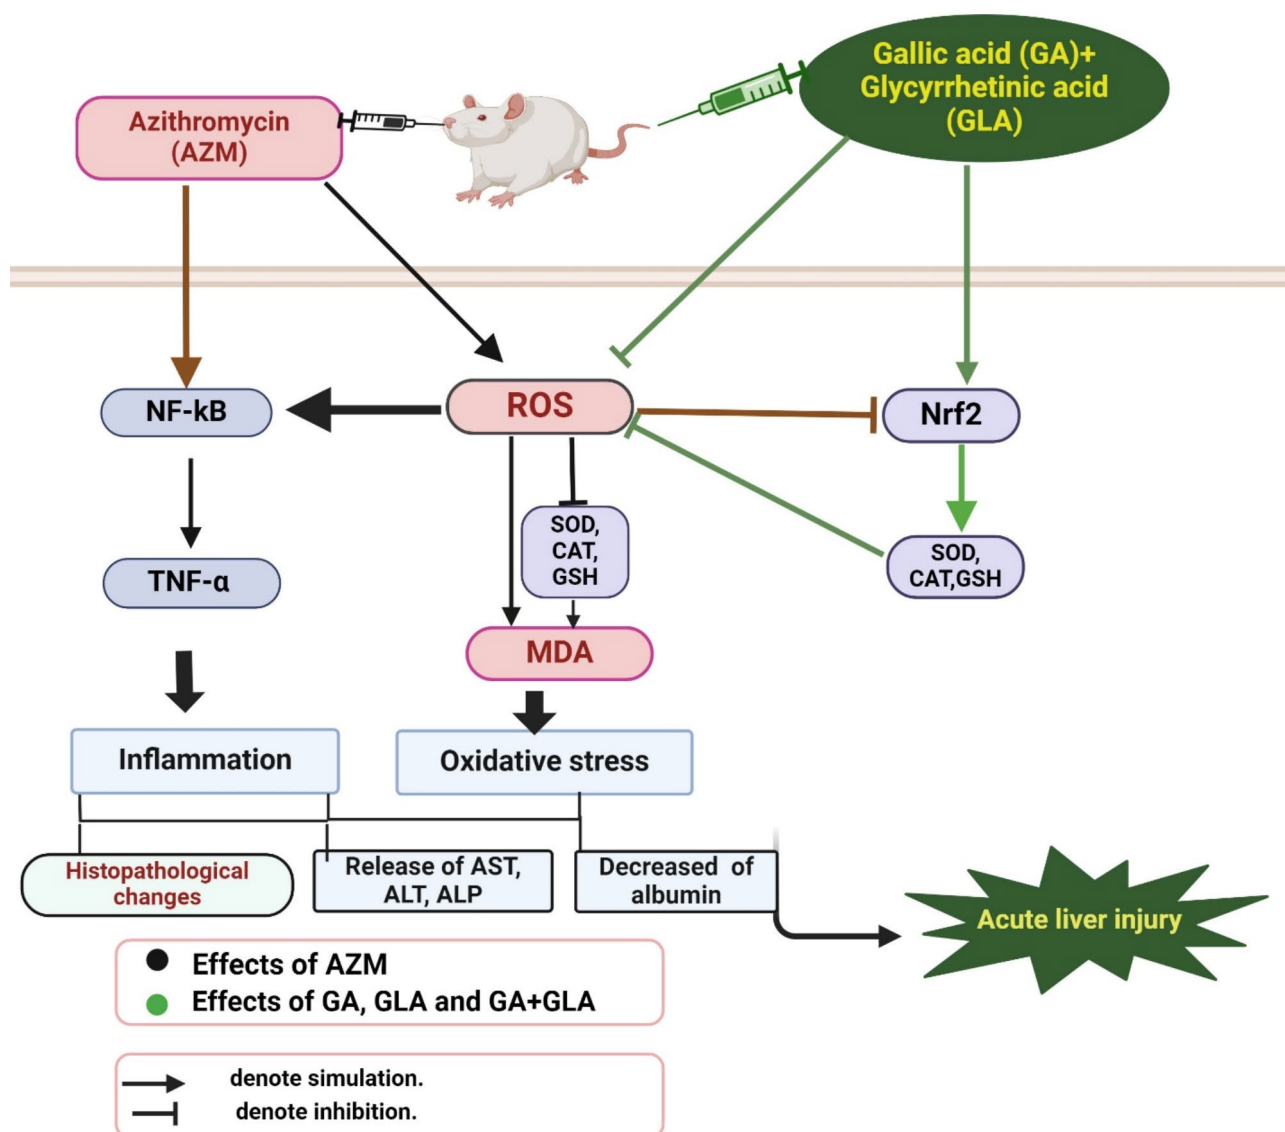 Gallic acid (GA)+
Glycyrrhetinic acid
(GLA)
Azithromycin
(AZM)
NF-kB
ROS
Nrf2
SOD,
CAT,
GSH
SOD,
CAT,GSH
TNF-α
MDA
Inflammation
Oxidative stress
Histopathological
changes
Release of AST,
ALT, ALP
Decreased of
albumin
Acute liver injury
Effects of AZM
Effects of GA, GLA and GA+GLA
denote simulation.
denote inhibition.